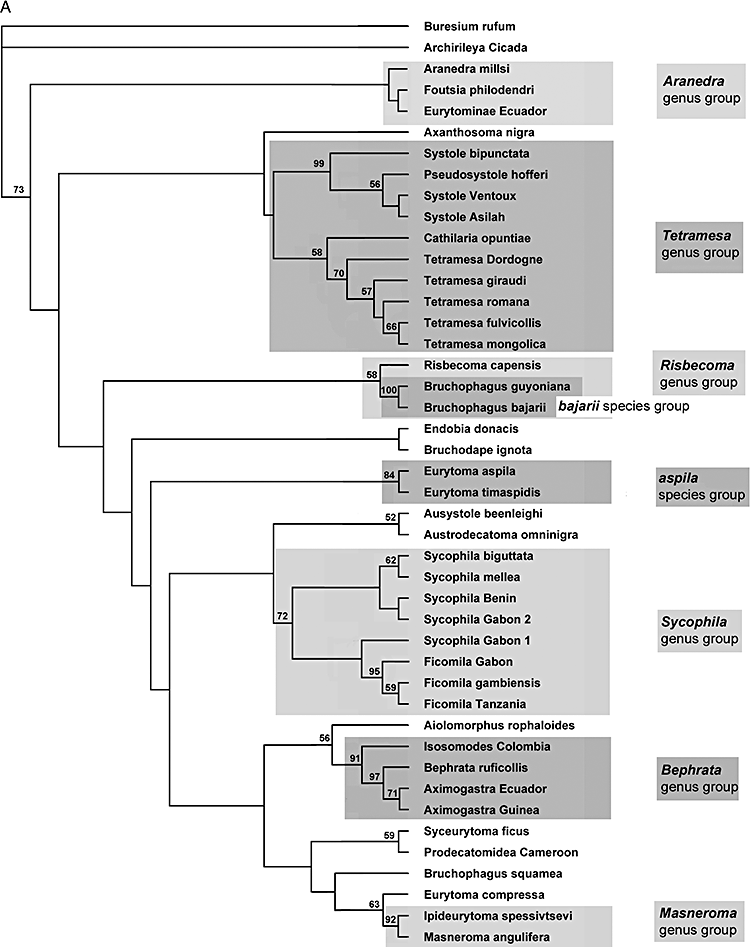 A
Buresium rufum
Archirileya Cicada
Aranedra millsi
Aranedra
Foutsia philodendri
genus group
Eurytominae Ecuador
Axanthosoma nigra
Systole bipunctata
99
Pseudosystole hofferi
56
73
Systole Ventoux
Systole Asilah
Tetramesa
genus group
Cathilaria opuntiae
58
Tetramesa Dordogne
70
Tetramesa giraudi
57
Tetramesa romana
Tetramesa fulvicollis
66
Tetramesa mongolica
Risbecoma capensis
Risbecoma
genus group
58
Bruchophagus guyoniana
100
Bruchophagus bajarii
bajarii species group
Endobia donacis
Bruchodape ignota
Eurytoma aspila
84
aspila
species group
Eurytoma timaspidis
Ausystole beenleighi
52
Austrodecatoma omninigra
Sycophila biguttata
62
Sycophila mellea
Sycophila Benin
72
Sycophila Gabon 2
Sycophila
genus group
Sycophila Gabon 1
Ficomila Gabon
95
Ficomila gambiensis
59
Ficomila Tanzania
Aiolomorphus rophaloides
56
Isosomodes Colombia
91
Bephrata ruficollis
97
Bephrata
genus group
Aximogastra Ecuador
71
Aximogastra Guinea
Syceurytoma ficus
59
Prodecatomidea Cameroon
Bruchophagus squamea
Eurytoma compressa
63
Ipideurytoma spessivtsevi
92
Masneroma
genus group
Masneroma angulifera